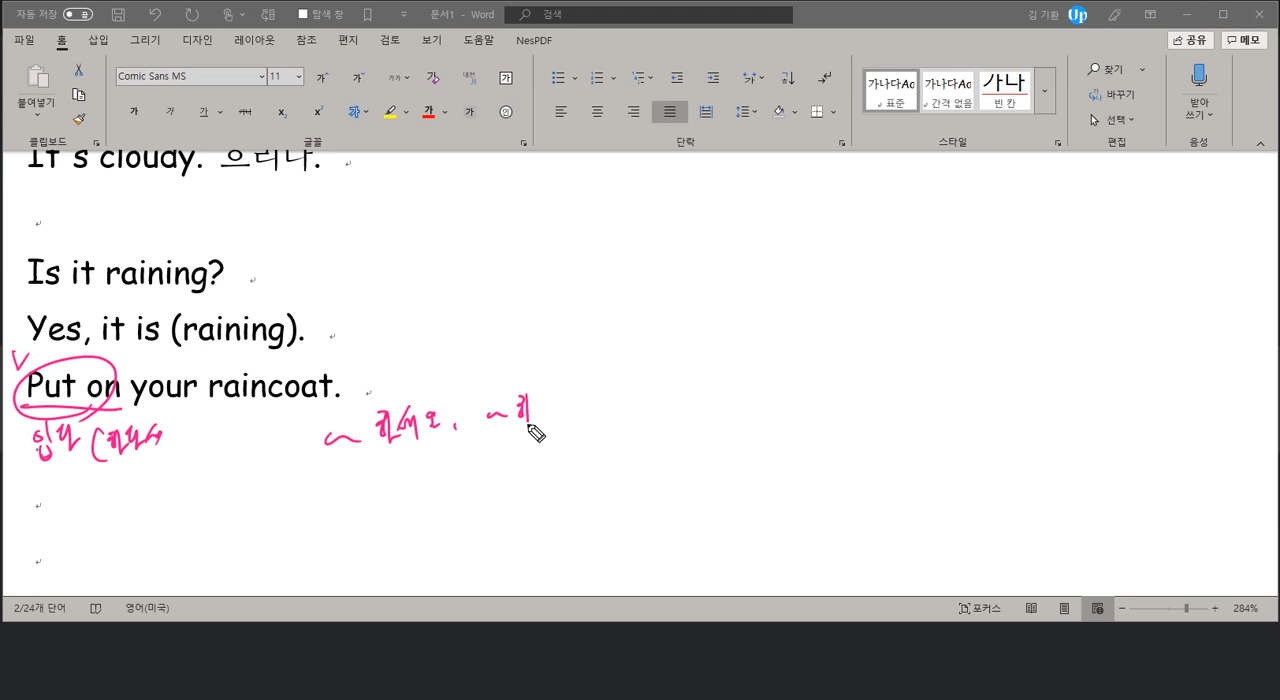 자동 저장 끔 탐색 창 문서1 - Word 검색 김 기환 Up
파일 홈 삽입 그리기 디자인 레이아웃 참조 편지 검토 보기 도움말 NesPDF 공유 메모
붙여넣기 Comic Sans MS 11 가나다Ac 가나다Ac 가나 찾기 바꾸기 선택 받아쓰기
표준 간격 없음 빈 칸
클립보드 글꼴 단락 스타일 편집 음성
It's cloudy. 흐리다.
Is it raining?
Yes, it is (raining).
V
Put on your raincoat.
입다 ~ 하세요. ~ 해
2/24개 단어 영어(미국) 포커스 284%